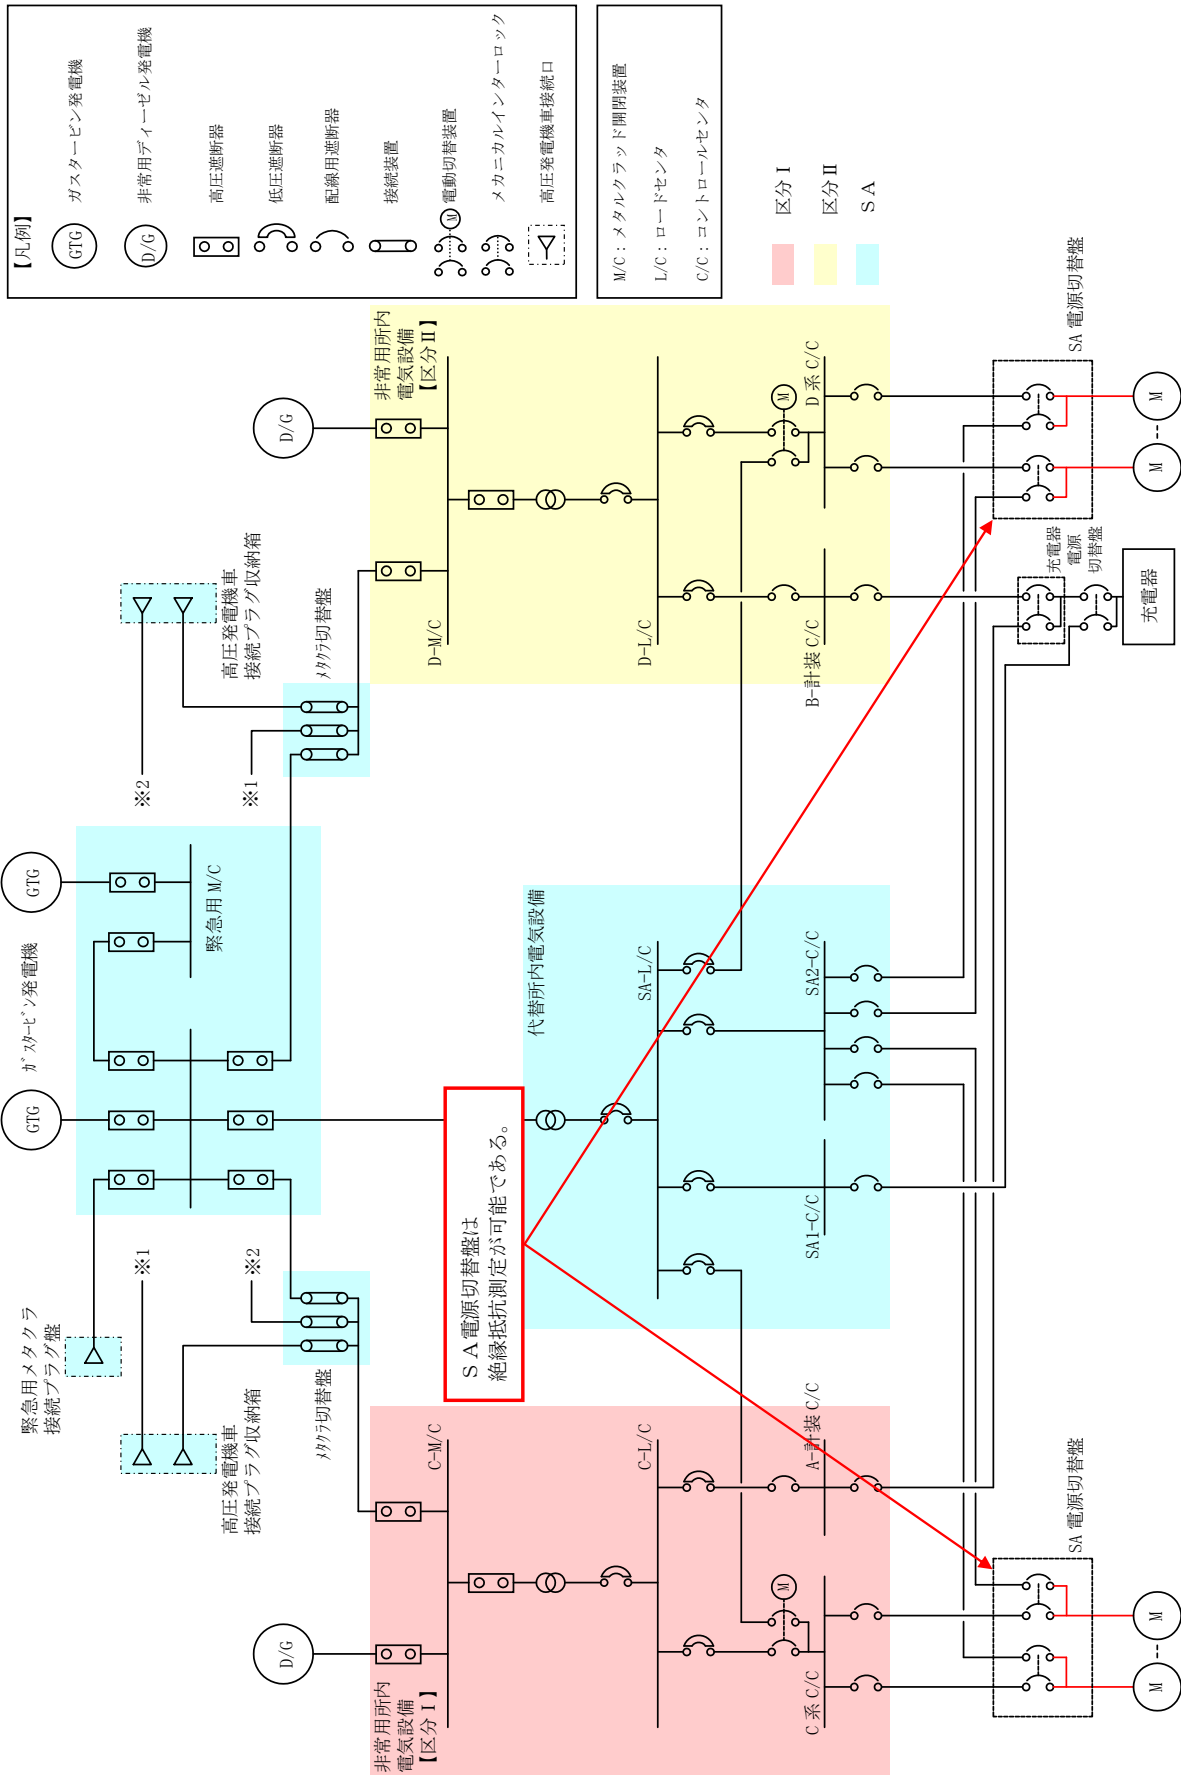 緊急用メタクラ
接続プラグ盤
高圧発電機車
接続プラグ収納箱
※1
※2
メタクラ切替盤
GTG
ガスタービン発電機
GTG
緊急用 M/C
※2
※1
高圧発電機車
接続プラグ収納箱
メタクラ切替盤
D/G
非常用所内
電気設備
【区分Ⅰ】
C-M/C
C-L/C
M
C 系 C/C
A-計装 C/C
ＳＡ電源切替盤は
絶縁抵抗測定が可能である。
代替所内電気設備
SA-L/C
SA1-C/C
SA2-C/C
D/G
非常用所内
電気設備
【区分Ⅱ】
D-M/C
D-L/C
M
B-計装 C/C
D 系 C/C
SA 電源切替盤
M
M
充電器
電源
切替盤
充電器
SA 電源切替盤
M
M
【凡例】
GTG
ガスタービン発電機
D/G
非常用ディーゼル発電機
高圧遮断器
低圧遮断器
配線用遮断器
接続装置
M
電動切替装置
メカニカルインターロック
高圧発電機車接続口
M/C：メタルクラッド開閉装置
L/C：ロードセンタ
C/C：コントロールセンタ
区分Ⅰ
区分Ⅱ
ＳＡ